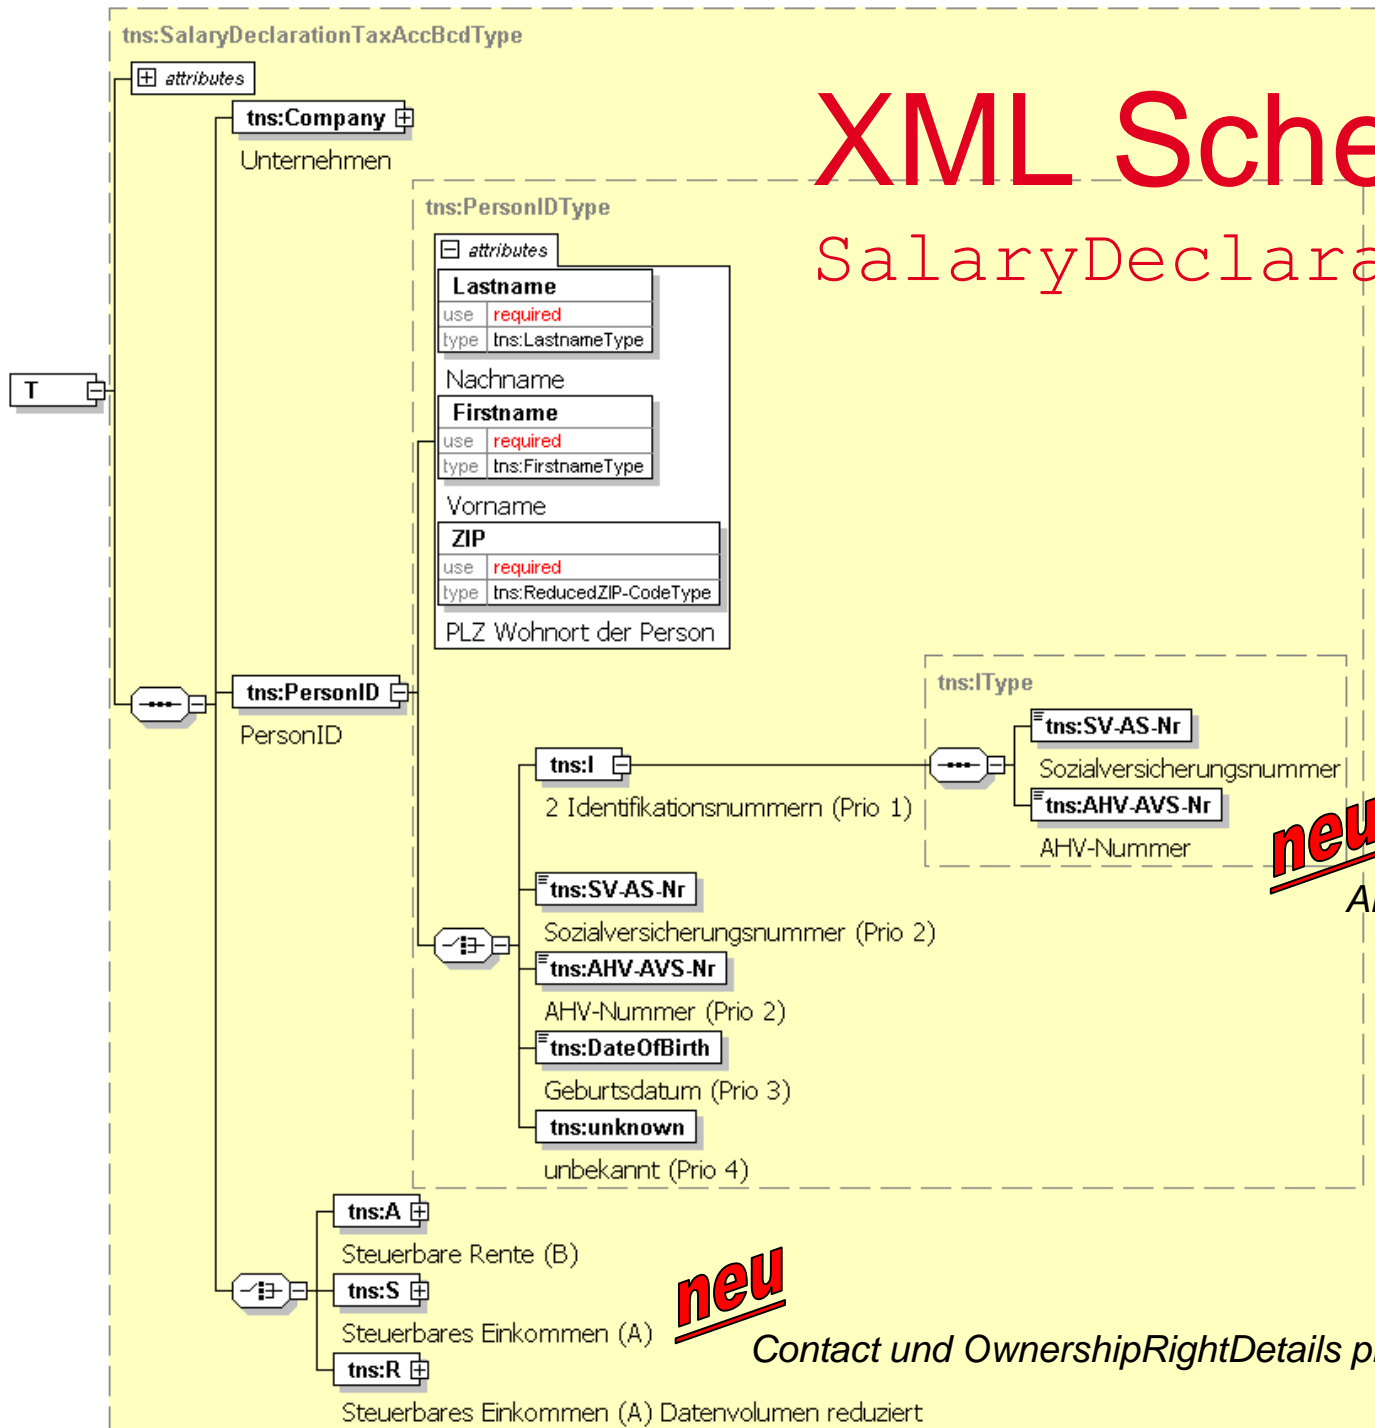 tns:SalaryDeclarationTaxAccBcdType
attributes
tns:Company
Unternehmen
XML Sche
SalaryDeclara
tns:PersonIDType
attributes
Lastname
use required
type tns:LastnameType
Nachname
Firstname
use required
type tns:FirstnameType
Vorname
ZIP
use required
type tns:ReducedZIP-CodeType
PLZ Wohnort der Person
T
tns:PersonID
PersonID
tns:IType
tns:I
2 Identifikationsnummern (Prio 1)
tns:SV-AS-Nr
Sozialversicherungsnummer
tns:AHV-AVS-Nr
AHV-Nummer
neu
tns:SV-AS-Nr
Sozialversicherungsnummer (Prio 2)
tns:AHV-AVS-Nr
AHV-Nummer (Prio 2)
tns:DateOfBirth
Geburtsdatum (Prio 3)
tns:unknown
unbekannt (Prio 4)
tns:A
Steuerbare Rente (B)
tns:S
Steuerbares Einkommen (A)
neu
Contact und OwnershipRightDetails
tns:R
Steuerbares Einkommen (A) Datenvolumen reduziert